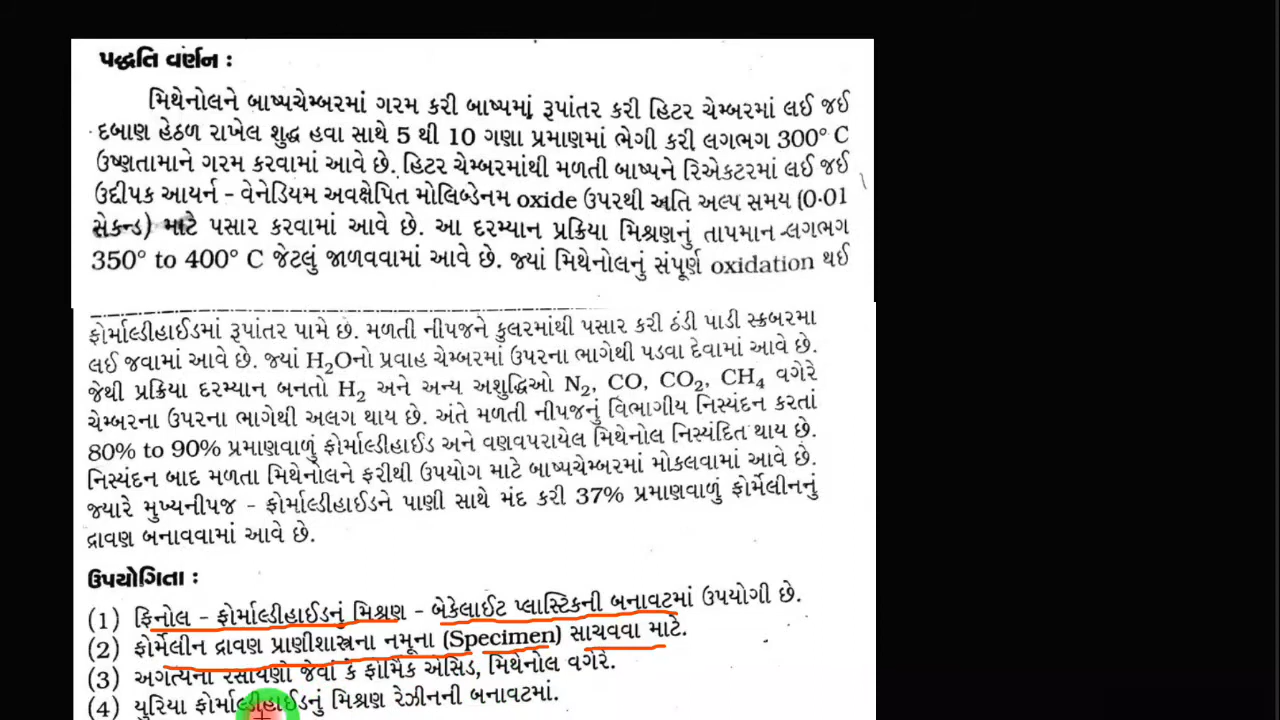 પદ્ધતિ વર્ણન :
મિથેનોલને બાષ્પચેમ્બરમાં ગરમ કરી બાષ્પમાં રૂપાંતર કરી હિટર ચેમ્બરમાં લઈ જઈ
દબાણ હેઠળ રાખેલ શુદ્ધ હવા સાથે 5 થી 10 ગણા પ્રમાણમાં ભેગી કરી લગભગ 300° C
ઉષ્ણતામાને ગરમ કરવામાં આવે છે. હિટર ચેમ્બરમાંથી મળતી બાષ્પને રિએકટરમાં લઈ જઈ
ઉદ્દીપક આયર્ન - વેનેડિયમ અવક્ષેપિત મોલિબ્ડેનમ oxide ઉપરથી અતિ અલ્પ સમય (0.01
સેકન્ડ) માટે પસાર કરવામાં આવે છે. આ દરમ્યાન પ્રક્રિયા મિશ્રણનું તાપમાન લગભગ
350° to 400° C જેટલું જાળવવામાં આવે છે. જ્યાં મિથેનોલનું સંપૂર્ણ oxidation થઈ
ફોર્માલ્ડીહાઈડમાં રૂપાંતર પામે છે. મળતી નીપજને કુલરમાંથી પસાર કરી ઠંડી પાડી સ્ક્રબરમા
લઈ જવામાં આવે છે. જ્યાં H₂Oનો પ્રવાહ ચેમ્બરમાં ઉપરના ભાગેથી પડવા દેવામાં આવે છે.
જેથી પ્રક્રિયા દરમ્યાન બનતો H₂ અને અન્ય અશુદ્ધિઓ N₂, CO, CO₂, CH₄ વગેરે
ચેમ્બરના ઉપરના ભાગેથી અલગ થાય છે. અંતે મળતી નીપજનું વિભાગીય નિસ્યંદન કરતાં
80% to 90% પ્રમાણવાળું ફોર્માલ્ડીહાઈડ અને વણવપરાયેલ મિથેનોલ નિસ્યંદિત થાય છે.
નિસ્યંદન બાદ મળતા મિથેનોલને ફરીથી ઉપયોગ માટે બાષ્પચેમ્બરમાં મોકલવામાં આવે છે.
જ્યારે મુખ્યનીપજ - ફોર્માલ્ડીહાઈડને પાણી સાથે મંદ કરી 37% પ્રમાણવાળું ફોર્મેલીનનું
દ્રાવણ બનાવવામાં આવે છે.
ઉપયોગિતા :
(1) ફિનોલ - ફોર્માલ્ડીહાઈડનું મિશ્રણ - બેકેલાઈટ પ્લાસ્ટિકની બનાવટમાં ઉપયોગી છે.
(2) ફોર્મેલીન દ્રાવણ પ્રાણીશાસ્ત્રના નમૂના (Specimen) સાચવવા માટે.
(3) અગત્યના રસાયણો જેવાં કે ફોર્મિક એસિડ, મિથેનોલ વગેરે.
(4) યુરિયા ફોર્માલ્ડીહાઈડનું મિશ્રણ રેઝીનની બનાવટમાં.